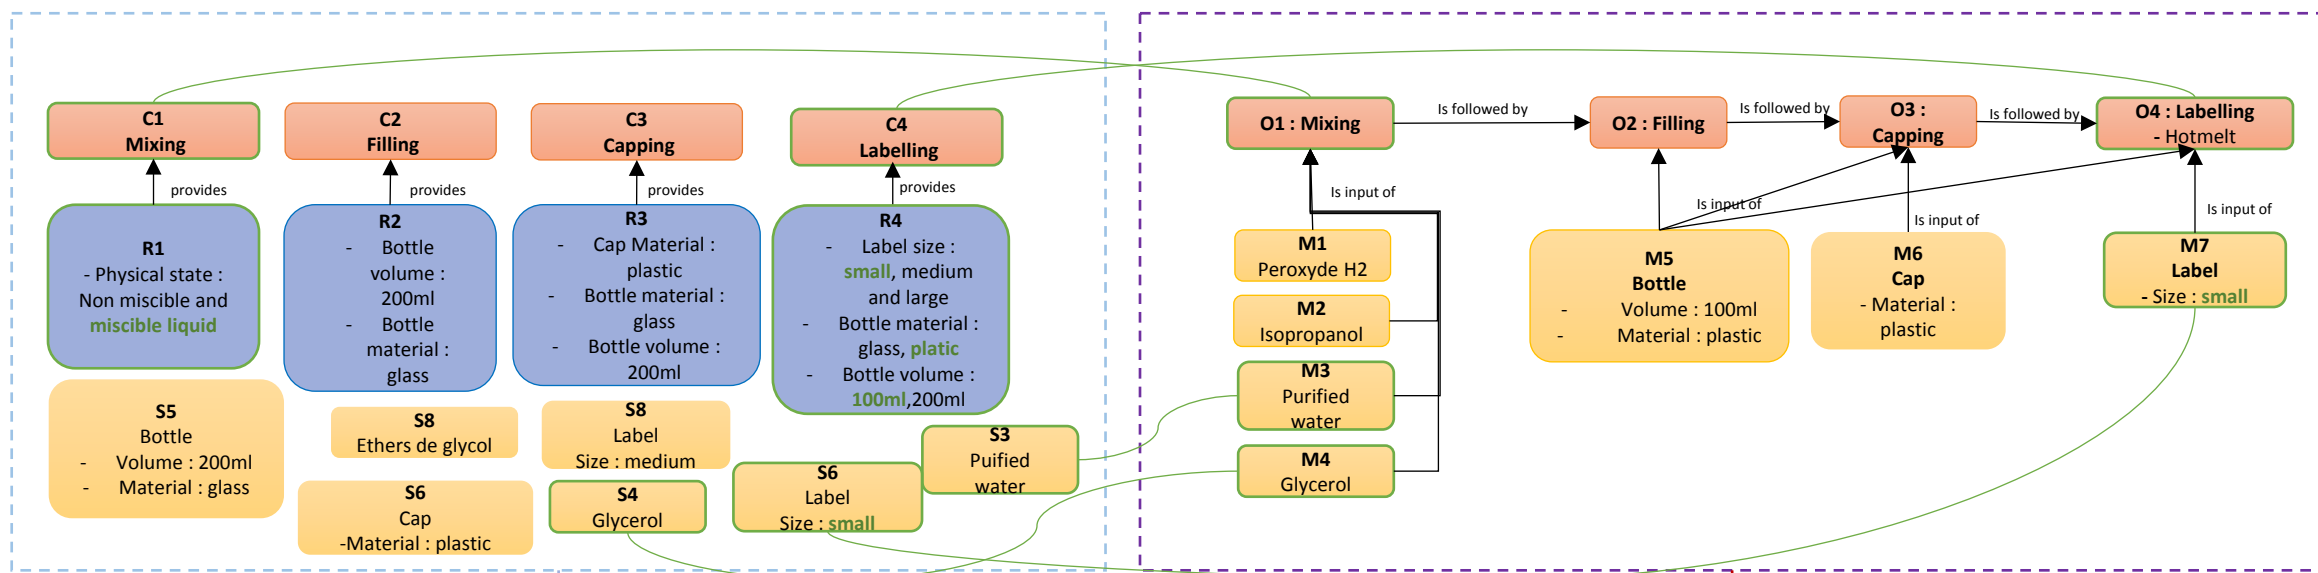 C1
Mixing
C2
Filling
C3
Capping
C4
Labelling
provides
provides
provides
provides
R1
- Physical state :
Non miscible and
miscible liquid
R2
- Bottle
volume :
200ml
- Bottle
material :
glass
R3
- Cap Material :
plastic
- Bottle material :
glass
- Bottle volume :
200ml
R4
- Label size :
small, medium
and large
- Bottle material :
glass, platic
- Bottle volume :
100ml,200ml
S5
Bottle
- Volume : 200ml
- Material : glass
S8
Ethers de glycol
S6
Cap
-Material : plastic
S8
Label
Size : medium
S4
Glycerol
S6
Label
Size : small
S3
Puified
water
O1 : Mixing
Is followed by
O2 : Filling
Is followed by
O3 :
Capping
Is followed by
O4 : Labelling
- Hotmelt
Is input of
Is input of
Is input of
Is input of
M1
Peroxyde H2
M2
Isopropanol
M3
Purified
water
M4
Glycerol
M5
Bottle
- Volume : 100ml
- Material : plastic
M6
Cap
- Material :
plastic
M7
Label
- Size : small